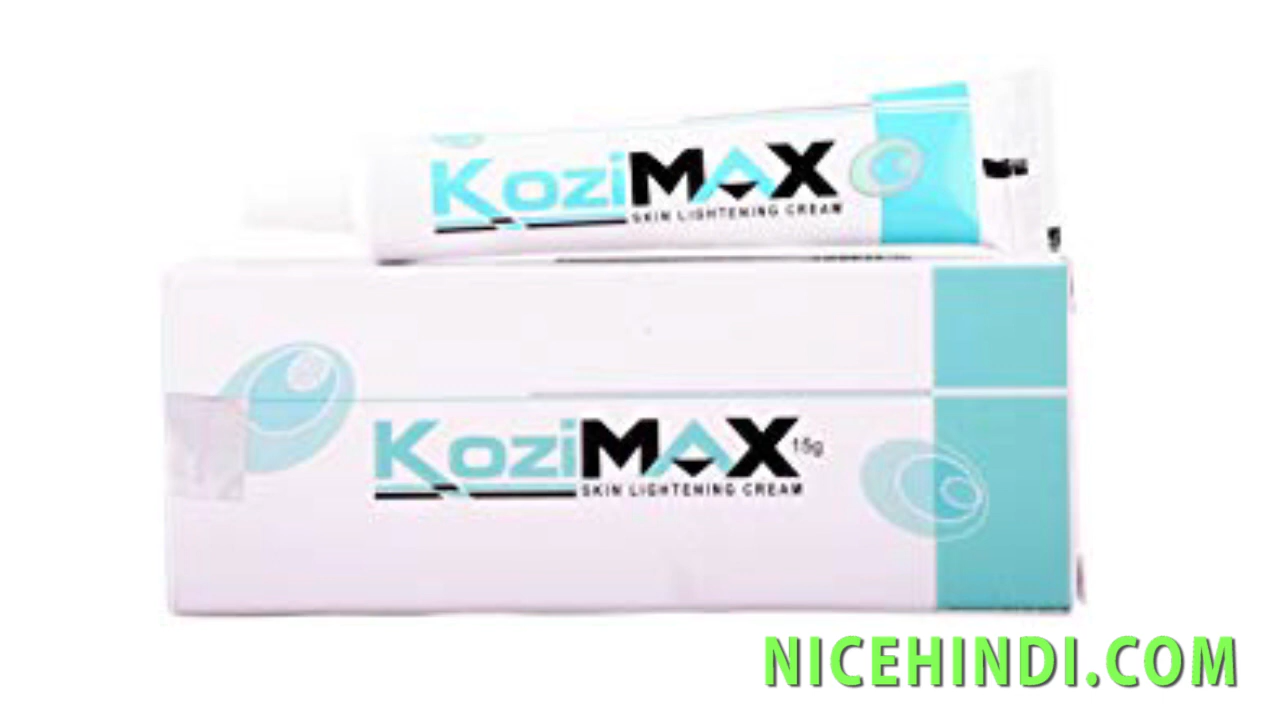 KoziMAX
SKIN LIGHTENING CREAM
KoziMAX 15g
SKIN LIGHTENING CREAM
NICEHINDI.COM